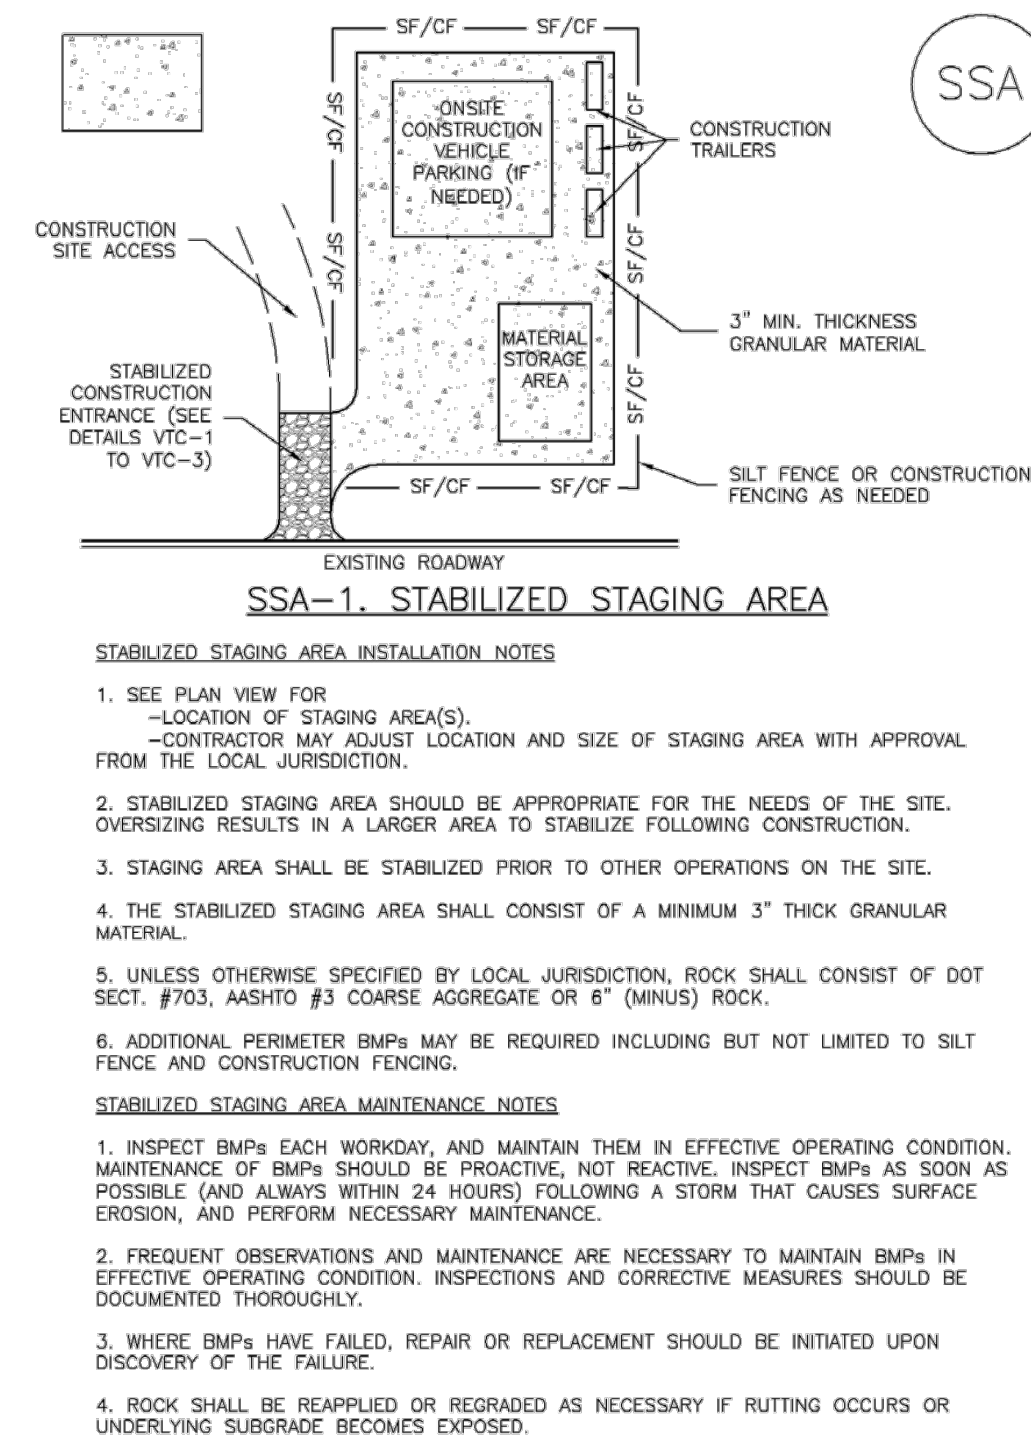 SF/CF SF/CF
SSA
SF/CF
ONSITE
CONSTRUCTION
VEHICLE
PARKING (IF
NEEDED)
SF/CF
CONSTRUCTION
TRAILERS
CONSTRUCTION
SITE ACCESS
SF/CF
SF/CF
3" MIN. THICKNESS
GRANULAR MATERIAL
MATERIAL
STORAGE
AREA
SF/CF
STABILIZED
CONSTRUCTION
ENTRANCE (SEE
DETAILS VTC-1
TO VTC-3)
SF/CF SF/CF
SILT FENCE OR CONSTRUCTION
FENCING AS NEEDED
EXISTING ROADWAY
SSA-1. STABILIZED STAGING AREA
STABILIZED STAGING AREA INSTALLATION NOTES
1. SEE PLAN VIEW FOR
-LOCATION OF STAGING AREA(S).
-CONTRACTOR MAY ADJUST LOCATION AND SIZE OF STAGING AREA WITH APPROVAL
FROM THE LOCAL JURISDICTION.
2. STABILIZED STAGING AREA SHOULD BE APPROPRIATE FOR THE NEEDS OF THE SITE.
OVERSIZING RESULTS IN A LARGER AREA TO STABILIZE FOLLOWING CONSTRUCTION.
3. STAGING AREA SHALL BE STABILIZED PRIOR TO OTHER OPERATIONS ON THE SITE.
4. THE STABILIZED STAGING AREA SHALL CONSIST OF A MINIMUM 3" THICK GRANULAR
MATERIAL.
5. UNLESS OTHERWISE SPECIFIED BY LOCAL JURISDICTION, ROCK SHALL CONSIST OF DOT
SECT. #703, AASHTO #3 COARSE AGGREGATE OR 6" (MINUS) ROCK.
6. ADDITIONAL PERIMETER BMPs MAY BE REQUIRED INCLUDING BUT NOT LIMITED TO SILT
FENCE AND CONSTRUCTION FENCING.
STABILIZED STAGING AREA MAINTENANCE NOTES
1. INSPECT BMPs EACH WORKDAY, AND MAINTAIN THEM IN EFFECTIVE OPERATING CONDITION.
MAINTENANCE OF BMPs SHOULD BE PROACTIVE, NOT REACTIVE. INSPECT BMPs AS SOON AS
POSSIBLE (AND ALWAYS WITHIN 24 HOURS) FOLLOWING A STORM THAT CAUSES SURFACE
EROSION, AND PERFORM NECESSARY MAINTENANCE.
2. FREQUENT OBSERVATIONS AND MAINTENANCE ARE NECESSARY TO MAINTAIN BMPs IN
EFFECTIVE OPERATING CONDITION. INSPECTIONS AND CORRECTIVE MEASURES SHOULD BE
DOCUMENTED THOROUGHLY.
3. WHERE BMPs HAVE FAILED, REPAIR OR REPLACEMENT SHOULD BE INITIATED UPON
DISCOVERY OF THE FAILURE.
4. ROCK SHALL BE REAPPLIED OR REGRADED AS NECESSARY IF RUTTING OCCURS OR
UNDERLYING SUBGRADE BECOMES EXPOSED.